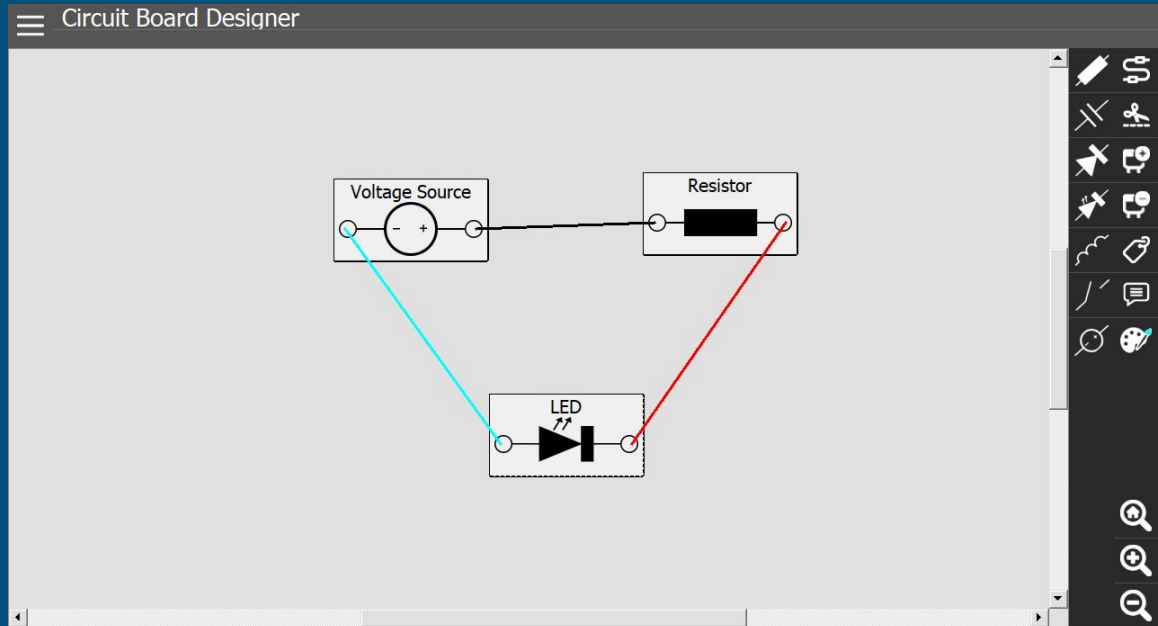 Circuit Board Designer
Voltage Source
- +
Resistor
LED